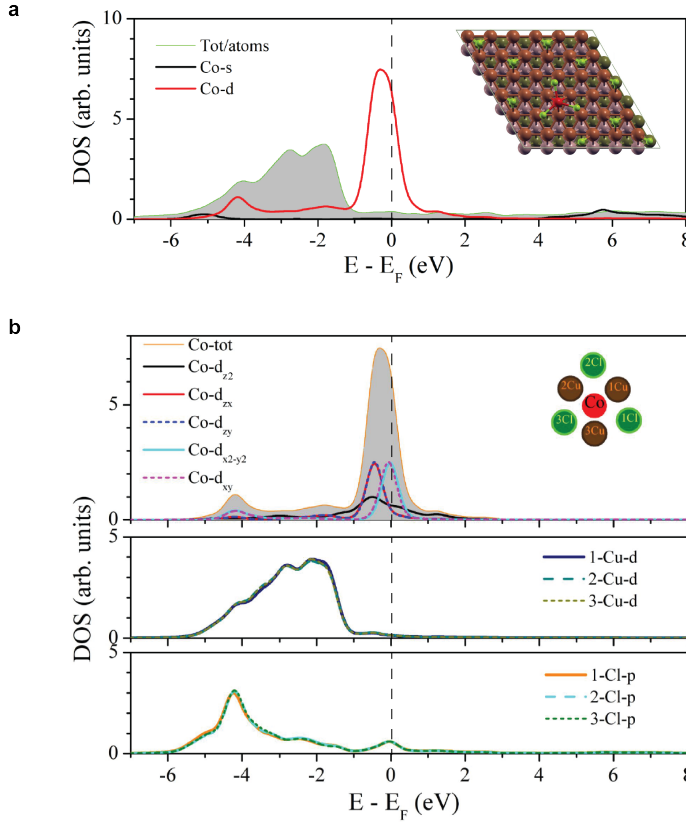 a
10
5
0
DOS (arb. units)
Tot/atoms
Co-s
Co-d
-6 -4 -2 0 2 4 6 8
E - E_F (eV)
b
5
0
Co-tot
Co-d_z2
Co-d_zx
Co-d_zy
Co-d_x2-y2
Co-d_xy
2Cl
2Cu 1Cu
Co
3Cl 1Cl
3Cu
DOS (arb. units)
5
0
1-Cu-d
2-Cu-d
3-Cu-d
5
0
1-Cl-p
2-Cl-p
3-Cl-p
-6 -4 -2 0 2 4 6 8
E - E_F (eV)